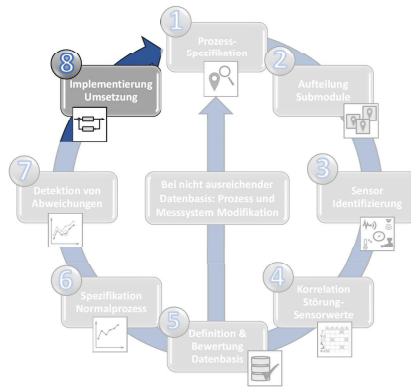 1
Prozess-
Spezifikation
2
Aufteilung
Submodule
3
Sensor
Identifizierung
4
Korrelation
Störung-
Sensorwerte
5
Definition &
Bewertung
Datenbasis
6
Spezifikation
Normalprozess
7
Detektion von
Abweichungen
8
Implementierung
Umsetzung
Bei nicht ausreichender
Datenbasis: Prozess und
Messsystem Modifikation